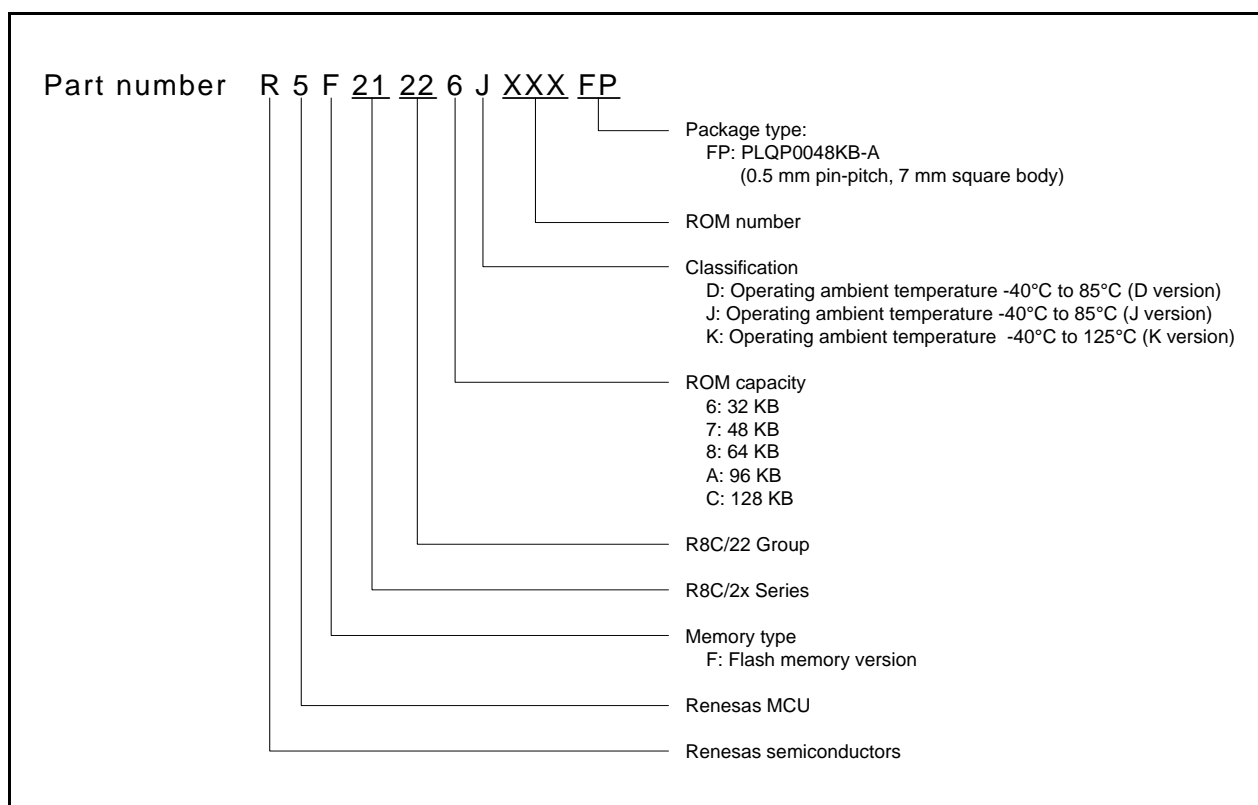 Part number R 5 F 21 22 6 J XXX FP
Package type:
FP: PLQP0048KB-A
(0.5 mm pin-pitch, 7 mm square body)
ROM number
Classification
D: Operating ambient temperature -40°C to 85°C (D version)
J: Operating ambient temperature -40°C to 85°C (J version)
K: Operating ambient temperature -40°C to 125°C (K version)
ROM capacity
6: 32 KB
7: 48 KB
8: 64 KB
A: 96 KB
C: 128 KB
R8C/22 Group
R8C/2x Series
Memory type
F: Flash memory version
Renesas MCU
Renesas semiconductors